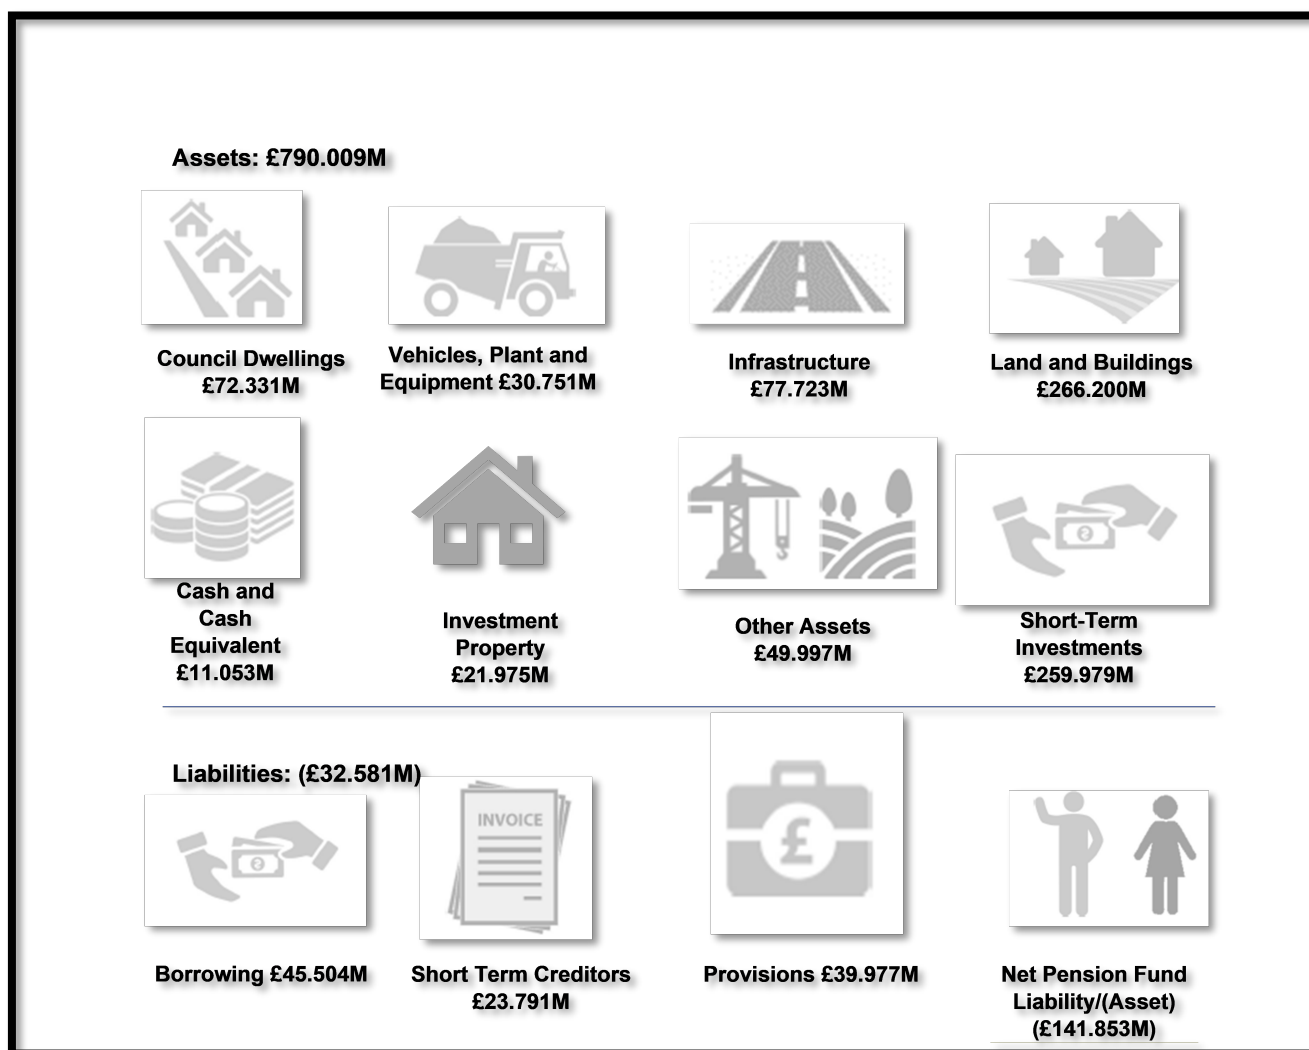 Assets: £790.009M
Council Dwellings
£72.331M
Vehicles, Plant and
Equipment £30.751M
Infrastructure
£77.723M
Land and Buildings
£266.200M
Cash and
Cash
Equivalent
£11.053M
Investment
Property
£21.975M
Other Assets
£49.997M
Short-Term
Investments
£259.979M
Liabilities: (£32.581M)
INVOICE
£
Borrowing £45.504M
Short Term Creditors
£23.791M
Provisions £39.977M
Net Pension Fund
Liability/(Asset)
(£141.853M)